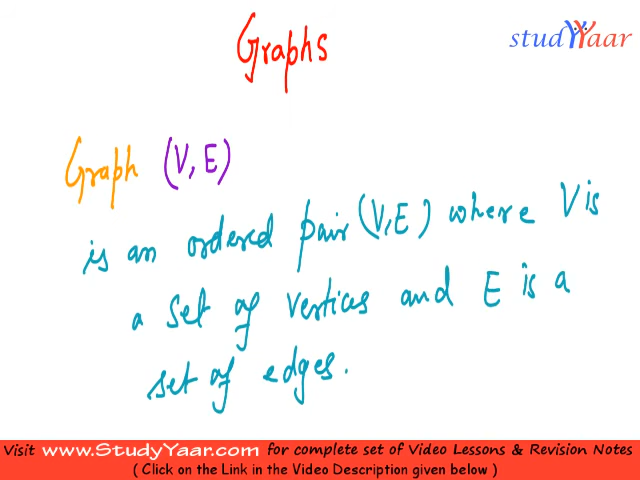 Graphs
studYYaar
Graph (V, E)
is an ordered pair (V, E) where V is
a set of vertices and E is a
set of edges.
Visit www.StudyYaar.com for complete set of Video Lessons & Revision Notes
( Click on the Link in the Video Description given below )